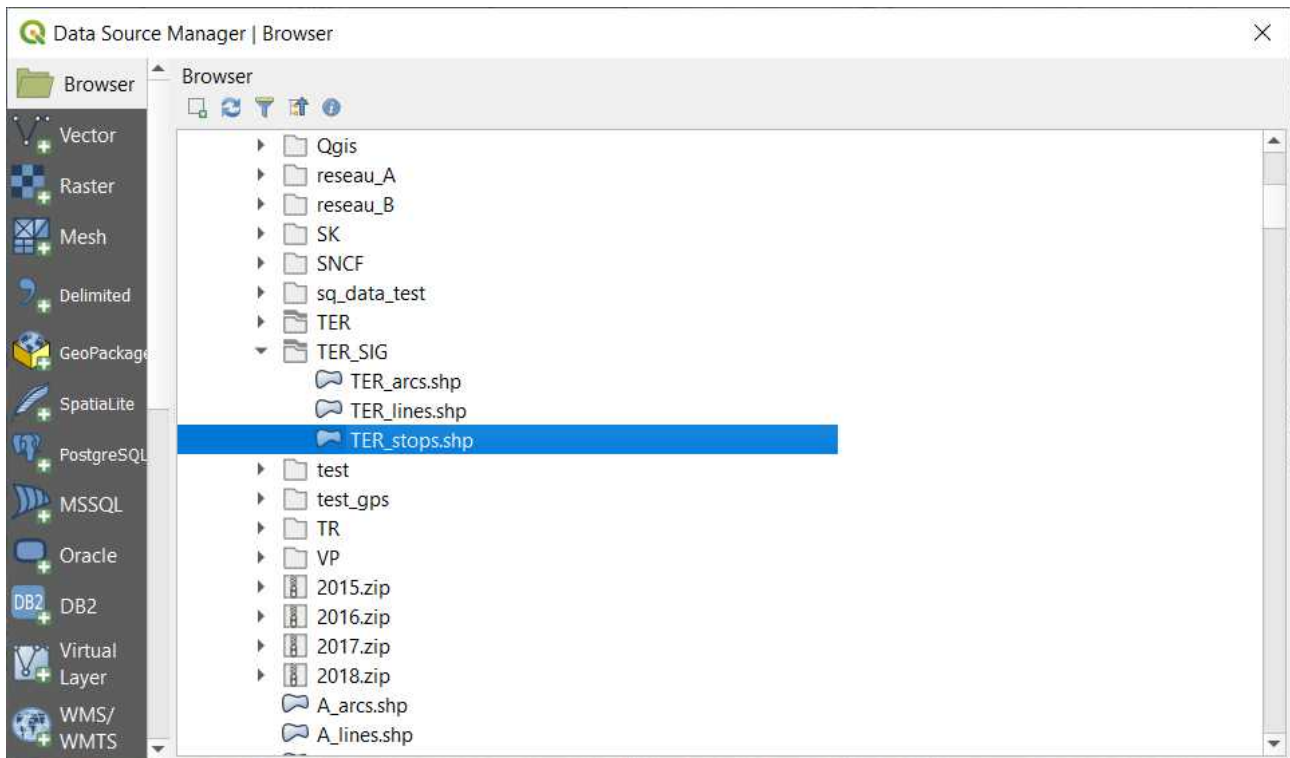 Data Source Manager | Browser
Browser
Vector
Raster
Mesh
Delimited
GeoPackage
SpatiaLite
PostgreSQL
MSSQL
Oracle
DB2
DB2
Virtual
Layer
WMS/
WMTS
Browser
Qgis
reseau_A
reseau_B
SK
SNCF
sq_data_test
TER
TER_SIG
TER_arcs.shp
TER_lines.shp
TER_stops.shp
test
test_gps
TR
VP
2015.zip
2016.zip
2017.zip
2018.zip
A_arcs.shp
A_lines.shp